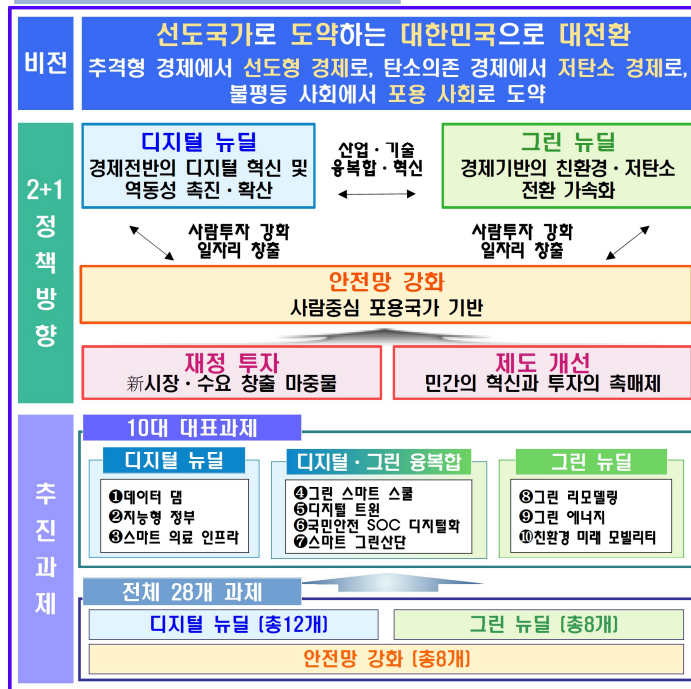 비전
선도국가로 도약하는 대한민국으로 대전환
추격형 경제에서 선도형 경제로, 탄소의존 경제에서 저탄소 경제로,
불평등 사회에서 포용 사회로 도약
2+1
정
책
방
향
디지털 뉴딜
경제전반의 디지털 혁신 및
역동성 촉진·확산
산업·기술
융복합·혁신
그린 뉴딜
경제기반의 친환경·저탄소
전환 가속화
사람투자 강화
일자리 창출
사람투자 강화
일자리 창출
안전망 강화
사람중심 포용국가 기반
재정 투자
新시장·수요 창출 마중물
제도 개선
민간의 혁신과 투자의 촉매제
추
진
과
제
10대 대표과제
디지털 뉴딜
❶데이터 댐
❷지능형 정부
❸스마트 의료 인프라
디지털·그린 융복합
❹그린 스마트 스쿨
❺디지털 트윈
❻국민안전 SOC 디지털화
❼스마트 그린산단
그린 뉴딜
❽그린 리모델링
❾그린 에너지
❿친환경 미래 모빌리티
전체 28개 과제
디지털 뉴딜 (총12개)
그린 뉴딜 (총8개)
안전망 강화 (총8개)